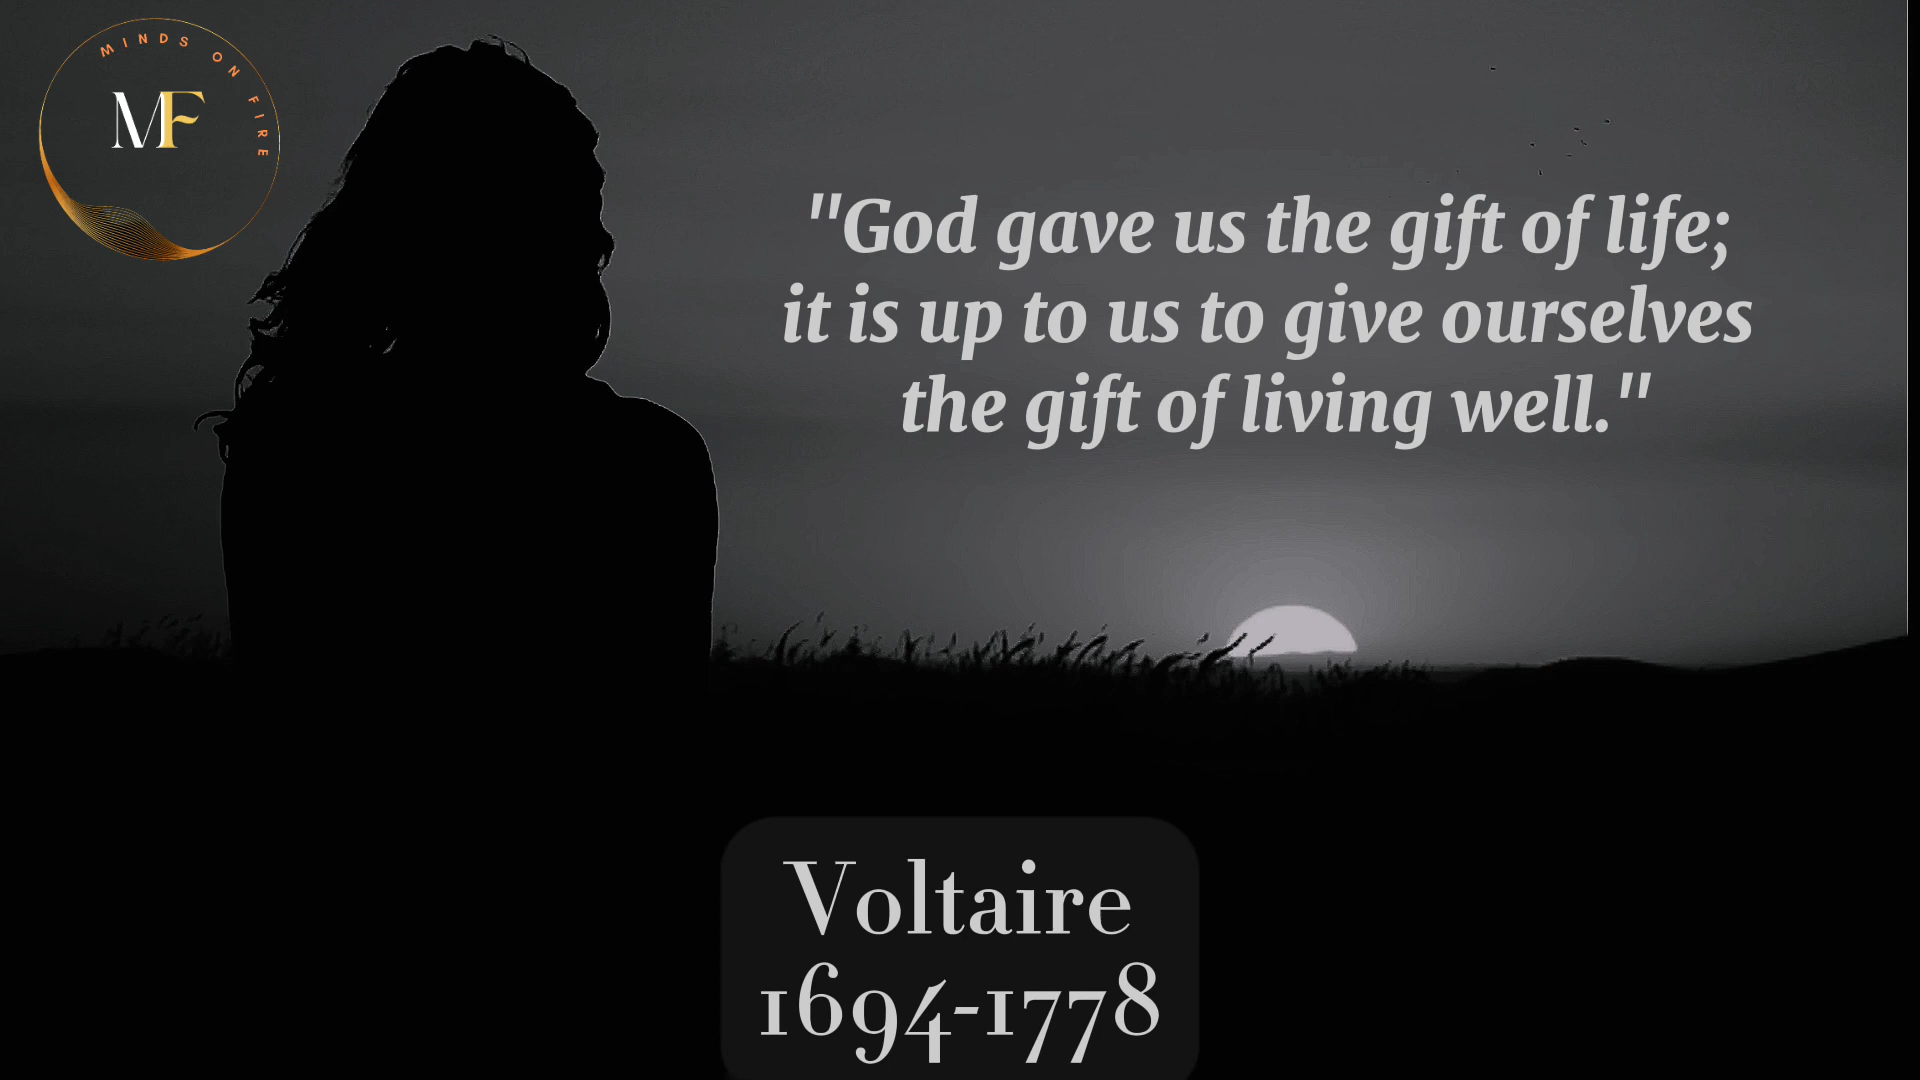 MINDS ON FIRE
MF
"God gave us the gift of life;
it is up to us to give ourselves
the gift of living well."
Voltaire
1694-1778